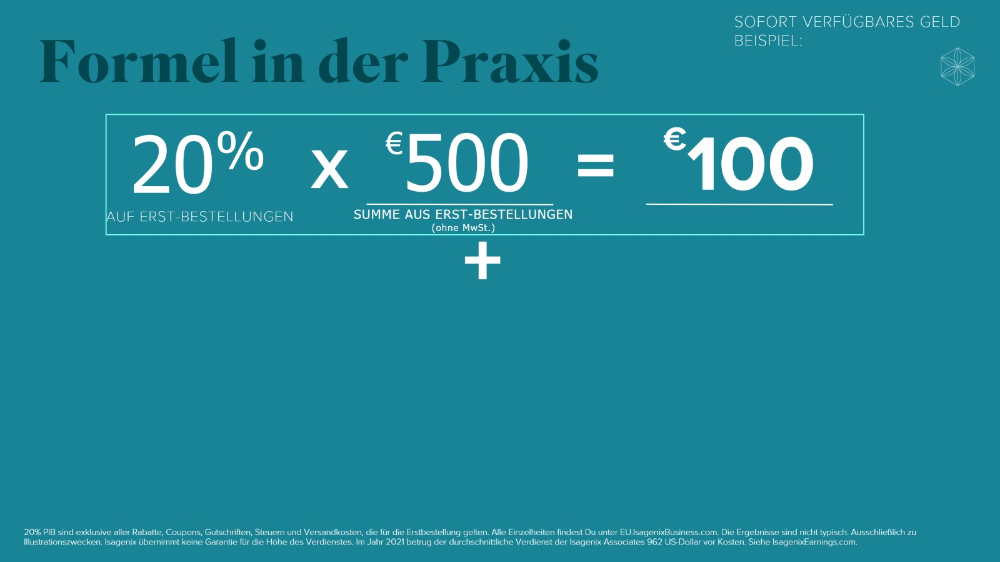 SOFORT VERFÜGBARES GELD
BEISPIEL:
Formel in der Praxis
20% x €500 = €100
AUF ERST-BESTELLUNGEN
SUMME AUS ERST-BESTELLUNGEN
(ohne MwSt.)
+
20% PIB sind exklusive aller Rabatte, Coupons, Gutschriften, Steuern und Versandkosten, die für die Erstbestellung gelten. Alle Einzelheiten findest Du unter EU.IsagenixBusiness.com. Die Ergebnisse sind nicht typisch. Ausschließlich zu
Illustrationszwecken. Isagenix übernimmt keine Garantie für die Höhe des Verdienstes. Im Jahr 2021 betrug der durchschnittliche Verdienst der Isagenix Associates 962 US-Dollar vor Kosten. Siehe IsagenixEarnings.com.